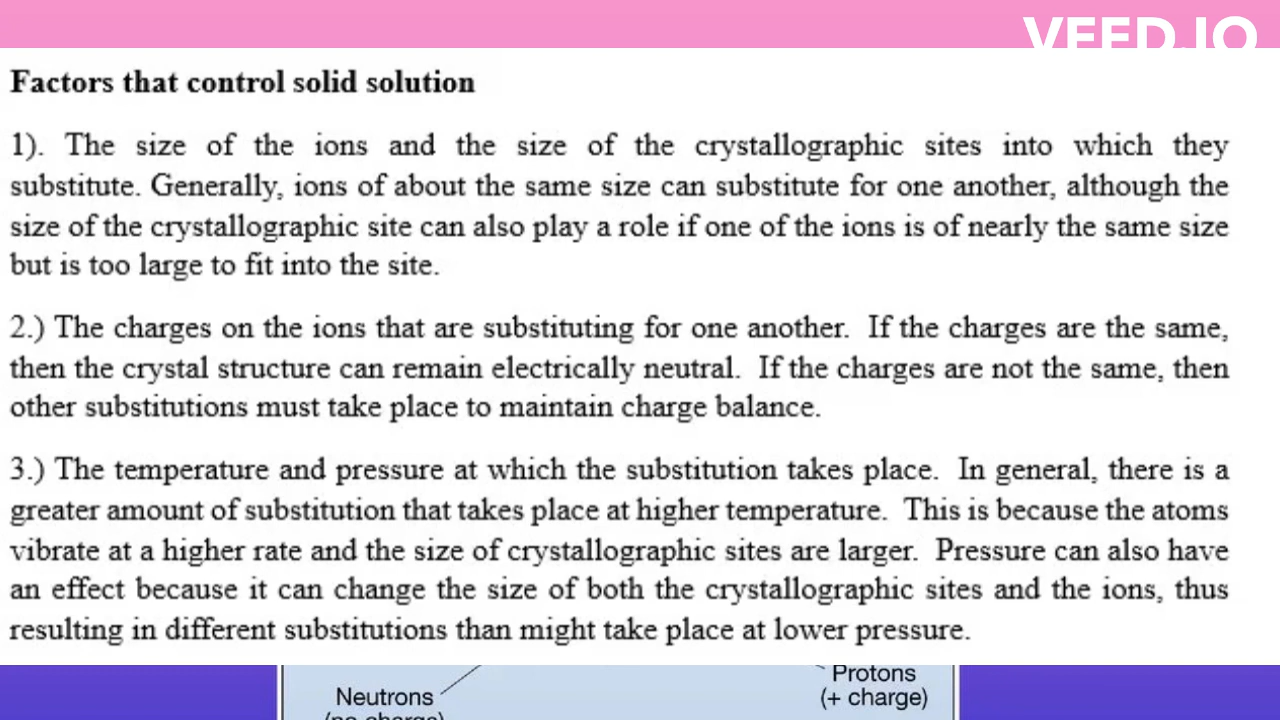 VEED.IO
Factors that control solid solution
1). The size of the ions and the size of the crystallographic sites into which they
substitute. Generally, ions of about the same size can substitute for one another, although the
size of the crystallographic site can also play a role if one of the ions is of nearly the same size
but is too large to fit into the site.
2.) The charges on the ions that are substituting for one another.  If the charges are the same,
then the crystal structure can remain electrically neutral.  If the charges are not the same, then
other substitutions must take place to maintain charge balance.
3.) The temperature and pressure at which the substitution takes place.  In general, there is a
greater amount of substitution that takes place at higher temperature.  This is because the atoms
vibrate at a higher rate and the size of crystallographic sites are larger.  Pressure can also have
an effect because it can change the size of both the crystallographic sites and the ions, thus
resulting in different substitutions than might take place at lower pressure.
Protons
(+ charge)
Neutrons
(no charge)